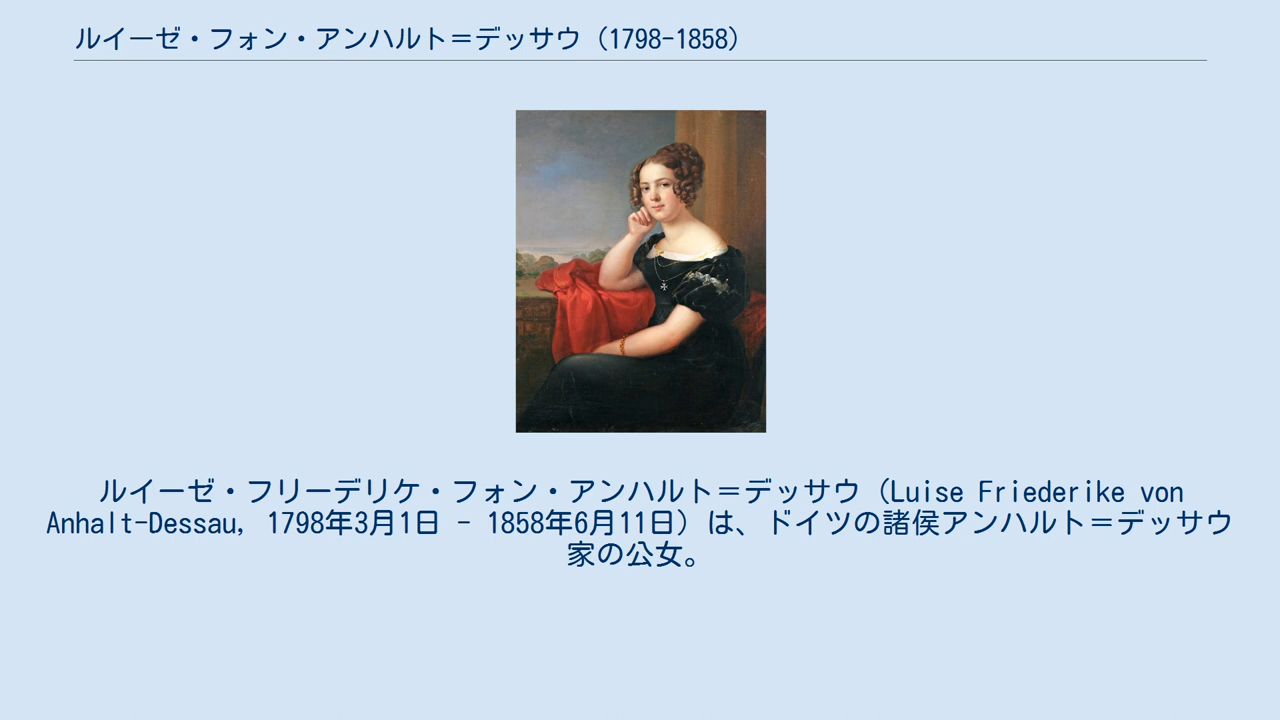 ルイーゼ・フォン・アンハルト＝デッサウ（1798-1858）
ルイーゼ・フリーデリケ・フォン・アンハルト＝デッサウ（Luise Friederike von
Anhalt-Dessau, 1798年3月1日 - 1858年6月11日）は、ドイツの諸侯アンハルト＝デッサウ
家の公女。